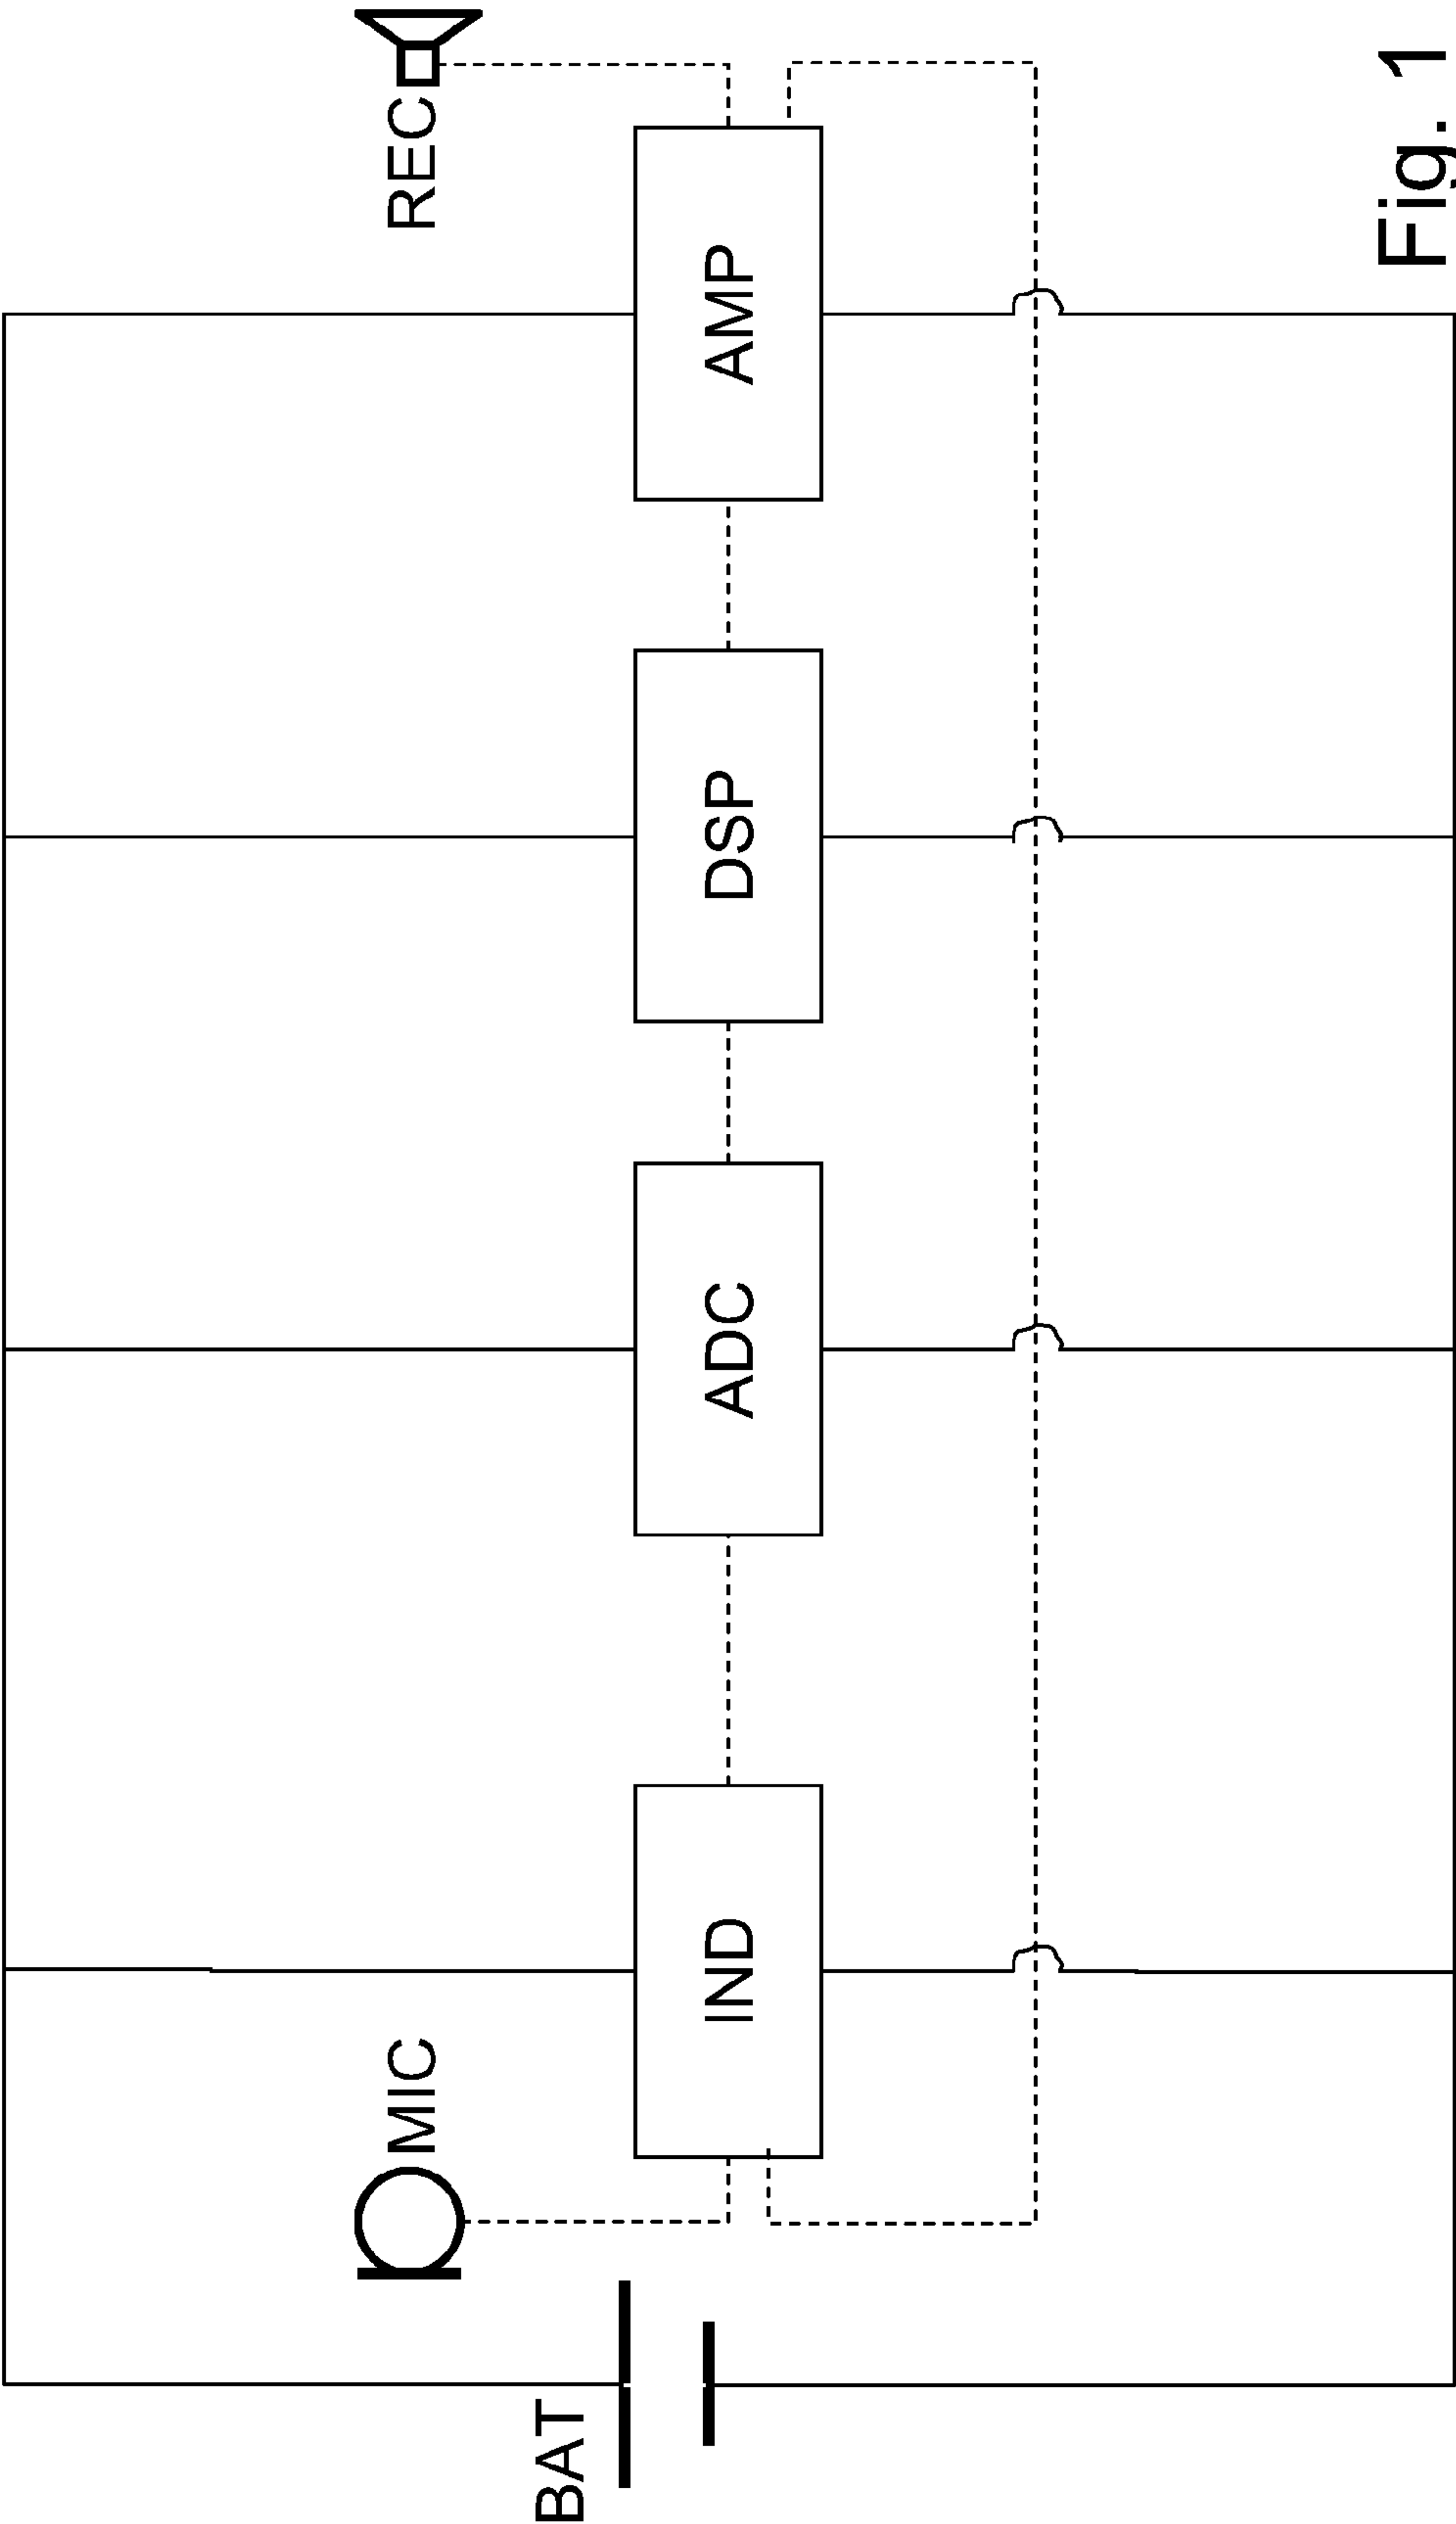 BAT
MIC
IND
ADC
DSP
AMP
REC
Fig. 1